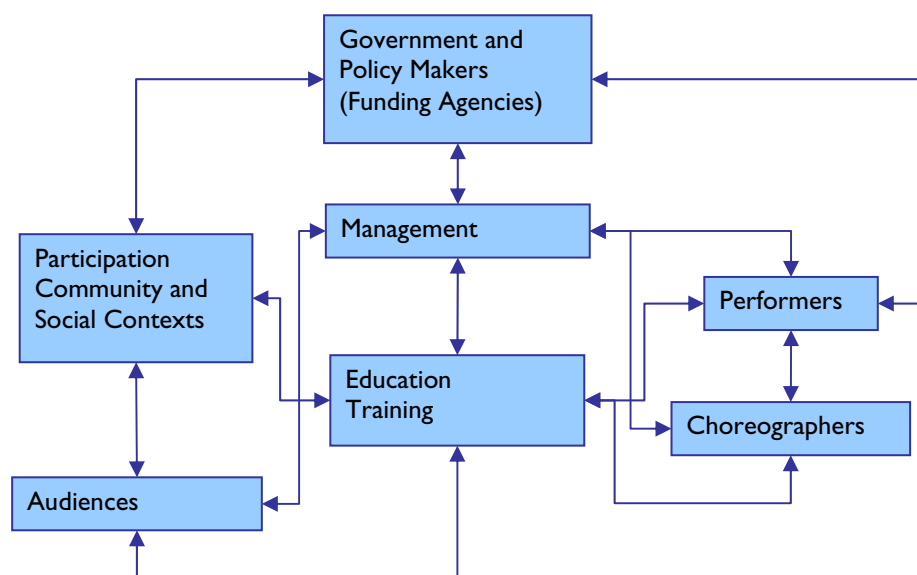 Government and
Policy Makers
(Funding Agencies)
Management
Participation
Community and
Social Contexts
Performers
Education
Training
Choreographers
Audiences